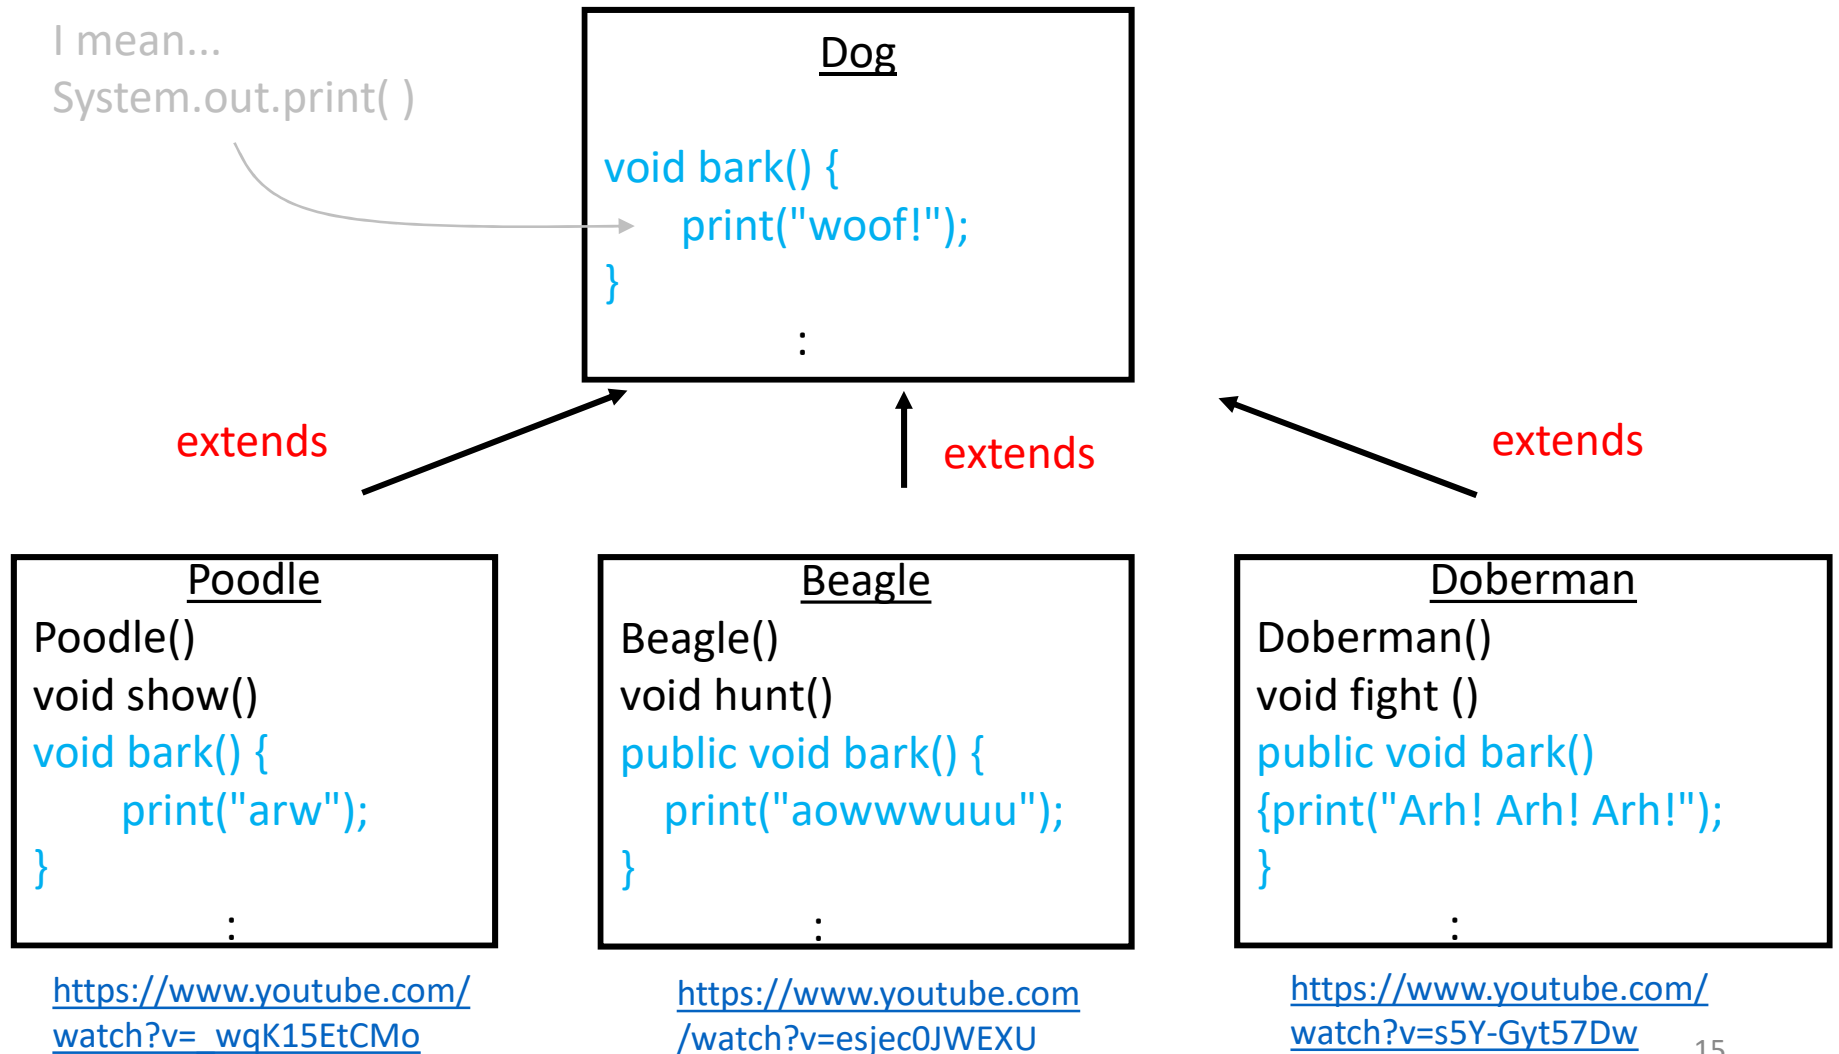 I mean...
System.out.print( )
Dog
void bark() {
print("woof!");
}
:
extends
extends
extends
Poodle
Poodle()
void show()
void bark() {
print("arw");
}
:
Beagle
Beagle()
void hunt()
public void bark() {
print("aowwwuuu");
}
:
Doberman
Doberman()
void fight ()
public void bark()
{print("Arh! Arh! Arh!");
}
:
https://www.youtube.com/
watch?v=_wqK15EtCMo
https://www.youtube.com
/watch?v=esjec0JWEXU
https://www.youtube.com/
watch?v=s5Y-Gyt57Dw
15